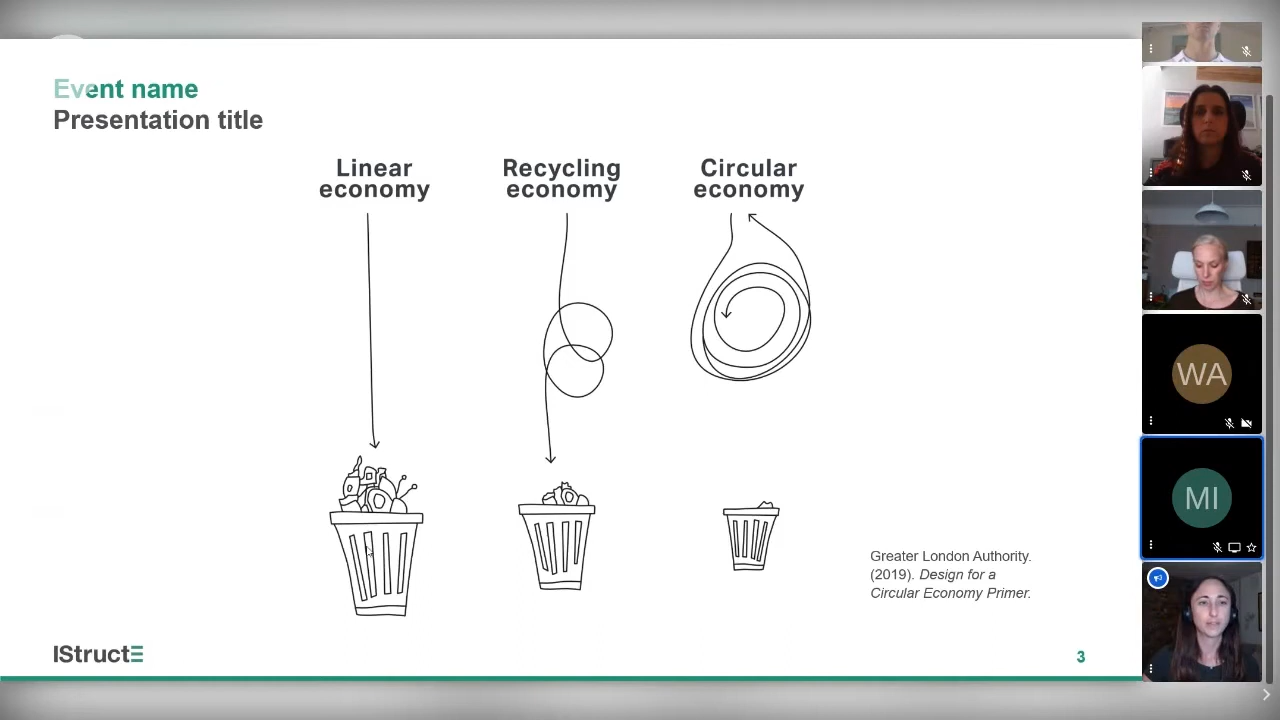 Event name
Presentation title
Linear
economy
Recycling
economy
Circular
economy
Greater London Authority.
(2019). Design for a
Circular Economy Primer.
IStructE
3
WA
MI